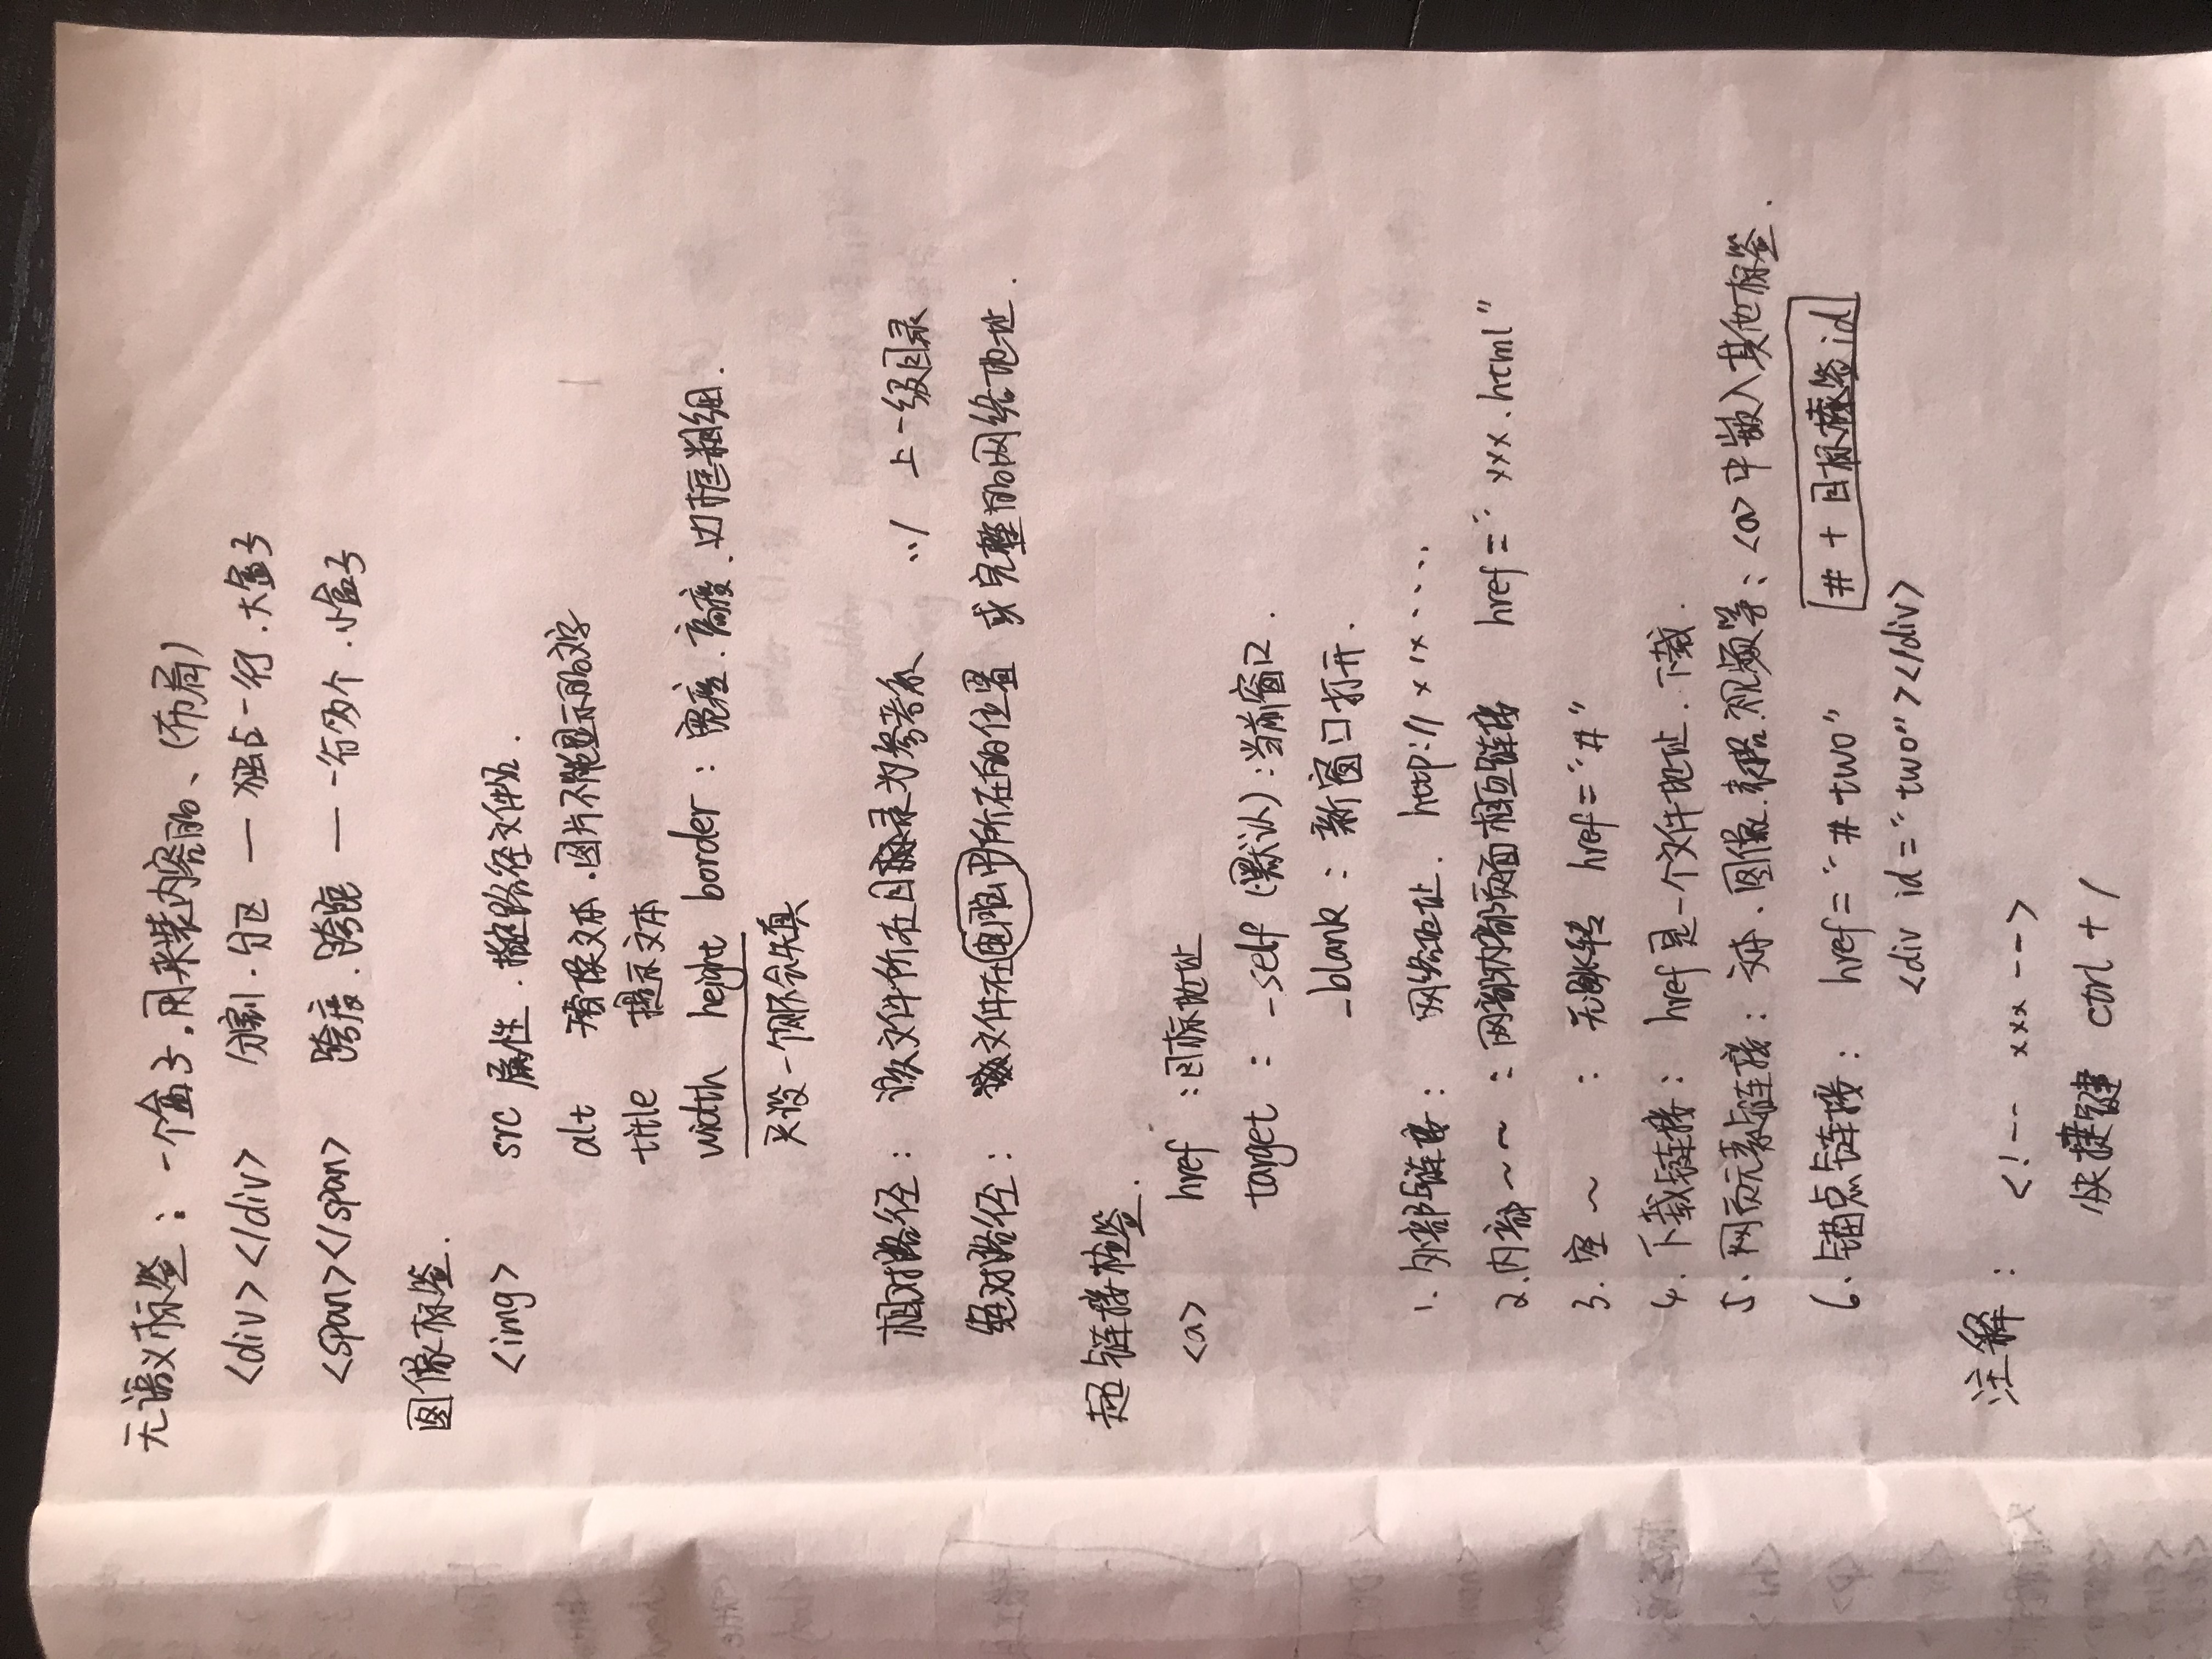 无语义标签：一个盒子．用来装内容的、（布局）
<div></div> 分割．分区 — 独占一行．大盒子
<span></span> 跨度．跨距 — 一行多个．小盒子
图像标签．
<img> src 属性．指定路径文件名．
alt 替换文本．图片不能显示的文字
title 提示文本
width height border：宽度．高度、边框粗细．
只设一个则不会失真
相对路径： 该文件所在目录为参考系 ../ 上一级目录
绝对路径： 该文件在电脑中所在的位置 或完整的网络地址．
超链接标签．
<a> href ：目标地址
target ： _self（默认）：当前窗口．
_blank：新窗口打开．
1. 外部链接： 网络地址． http://x x....
2. 内部～～ ：网部内部页面相互链接 href="xxx.html"
3. 空～ ： 无跳转 href="#"
4. 下载链接： href 是一个文件地址．下载．
5. 网页元素链接：文本．图像．表格．视频等；<a>中嵌入其他标签．
6. 锚点链接： href="#two" # + 目标标签id
<div id="two"></div>
注释： <!-- xxx -->
快捷键 ctrl + /